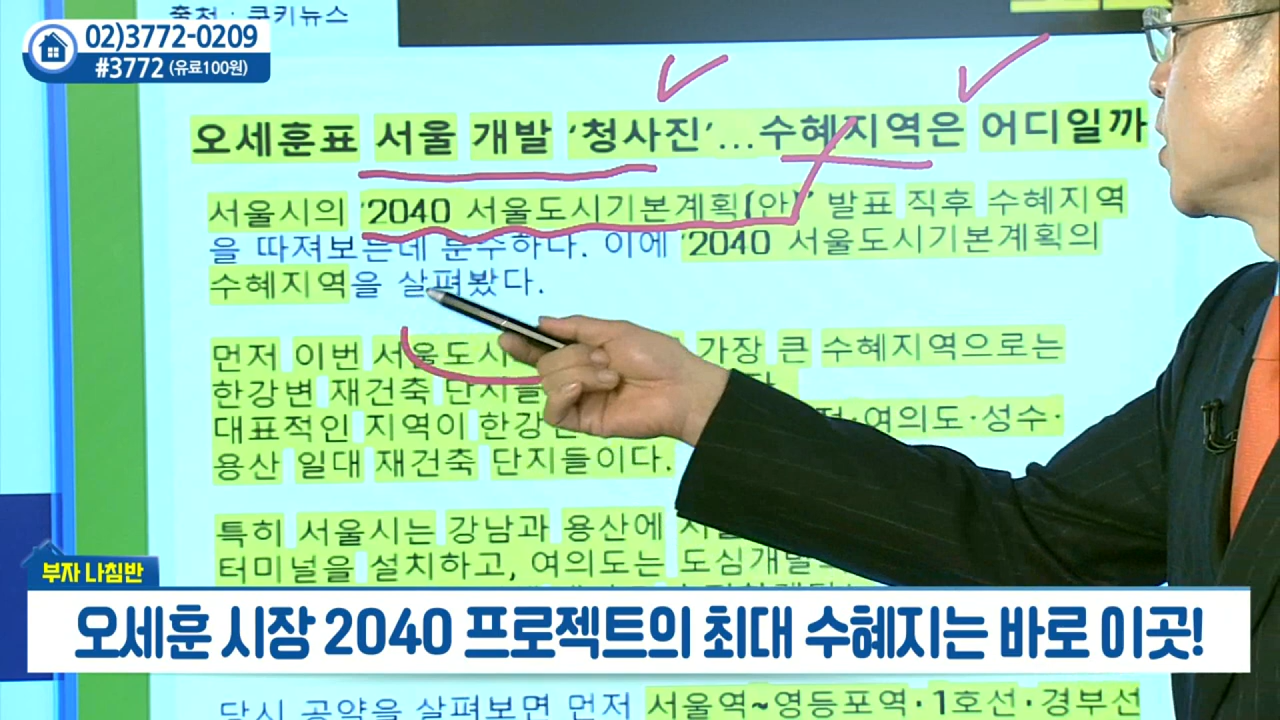 출처 : 쿠키뉴스
02)3772-0209
#3772 (유료100원)
오세훈표 서울 개발 ‘청사진’...수혜지역은 어디일까
서울시의 ‘2040 서울도시기본계획(안)’ 발표 직후 수혜지역
을 따져보는데 분주하다. 이에 ‘2040 서울도시기본계획의
수혜지역을 살펴봤다.
먼저 이번 가장 큰 수혜지역으로는
한강변 재건축 단지들
대표적인 지역이 여의도·성수·
용산 일대 재건축 단지들이다.
특히 서울시는 강남과 용산에
터미널을 설치하고, 여의도는
부자 나침반
오세훈 시장 2040 프로젝트의 최대 수혜지는 바로 이곳!
당시 공약을 살펴보면 먼저 서울역~영등포역·1호선·경부선